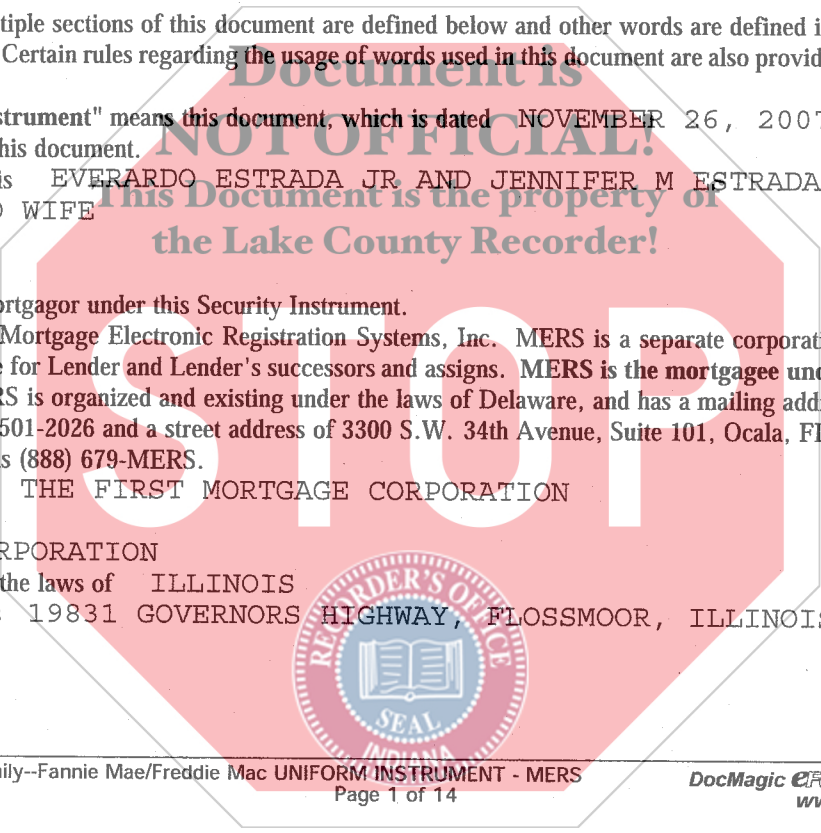 tiple sections of this document are defined below and other words are defined i
Certain rules regarding the usage of words used in this document are also provid
Document is
strument" means this document, which is dated NOVEMBER 26, 2007
NOT OFFICIAL!
his document.
is EVERARDO ESTRADA JR AND JENNIFER M ESTRADA
This Document is the property of
O WIFE
the Lake County Recorder!
ortgagor under this Security Instrument.
Mortgage Electronic Registration Systems, Inc. MERS is a separate corporati
e for Lender and Lender's successors and assigns. MERS is the mortgagee und
RS is organized and existing under the laws of Delaware, and has a mailing addr
501-2026 and a street address of 3300 S.W. 34th Avenue, Suite 101, Ocala, FL
s (888) 679-MERS.
STOP
THE FIRST MORTGAGE CORPORATION
RPORATION
the laws of ILLINOIS
19831 GOVERNORS HIGHWAY, FLOSSMOOR, ILLINOIS
RECORDER'S OFFICE
SEAL
INDIANA
ily--Fannie Mae/Freddie Mac UNIFORM INSTRUMENT - MERS
Page 1 of 14
DocMagic eF
ww